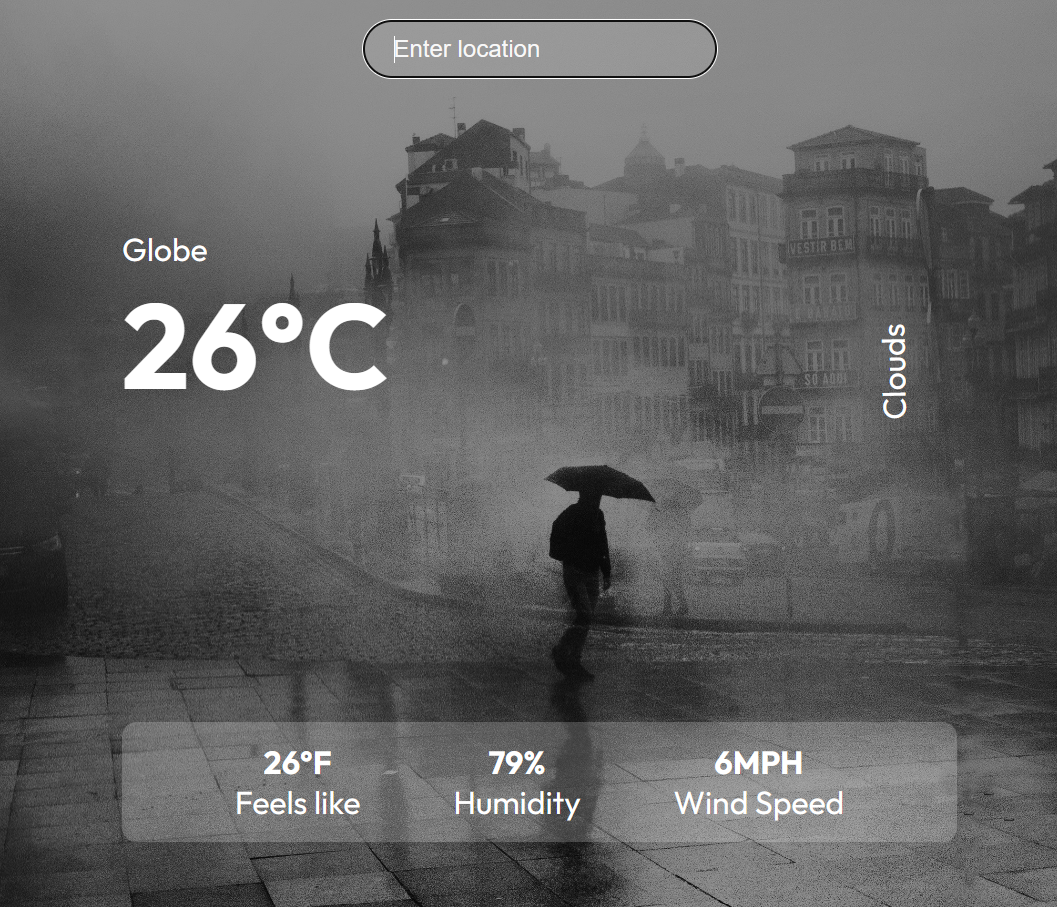 Enter location
Globe
26°C
VESTIR BEM
Clouds
SÓ AQUI
26°F
79%
6MPH
Feels like
Humidity
Wind Speed